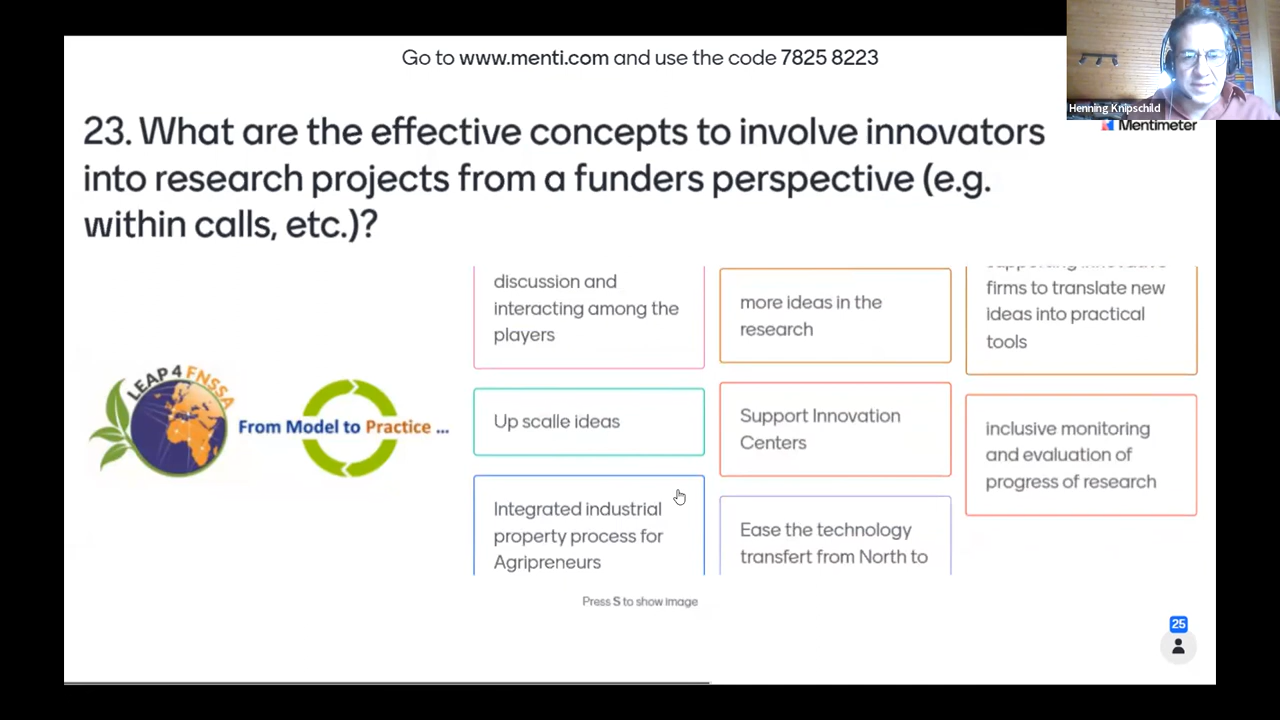 Go to www.menti.com and use the code 7825 8223
Henning Knipschild
Mentimeter
23. What are the effective concepts to involve innovators
into research projects from a funders perspective (e.g.
within calls, etc.)?
LEAP4FNSSA
From Model to Practice ...
discussion and
interacting among the
players
Up scalle ideas
Integrated industrial
property process for
Agripreneurs
more ideas in the
research
Support Innovation
Centers
Ease the technology
transfert from North to
supporting innovative
firms to translate new
ideas into practical
tools
inclusive monitoring
and evaluation of
progress of research
Press S to show image
25